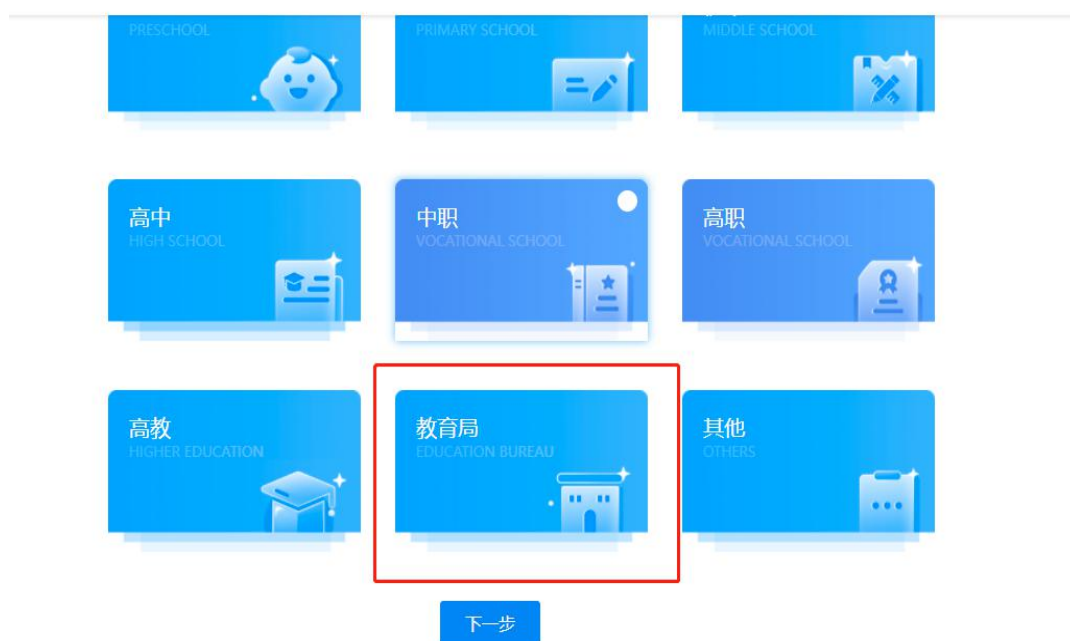 PRESCHOOL
PRIMARY SCHOOL
MIDDLE SCHOOL
高中
HIGH SCHOOL
中职
VOCATIONAL SCHOOL
高职
VOCATIONAL SCHOOL
高教
HIGHER EDUCATION
教育局
EDUCATION BUREAU
其他
OTHERS
下一步